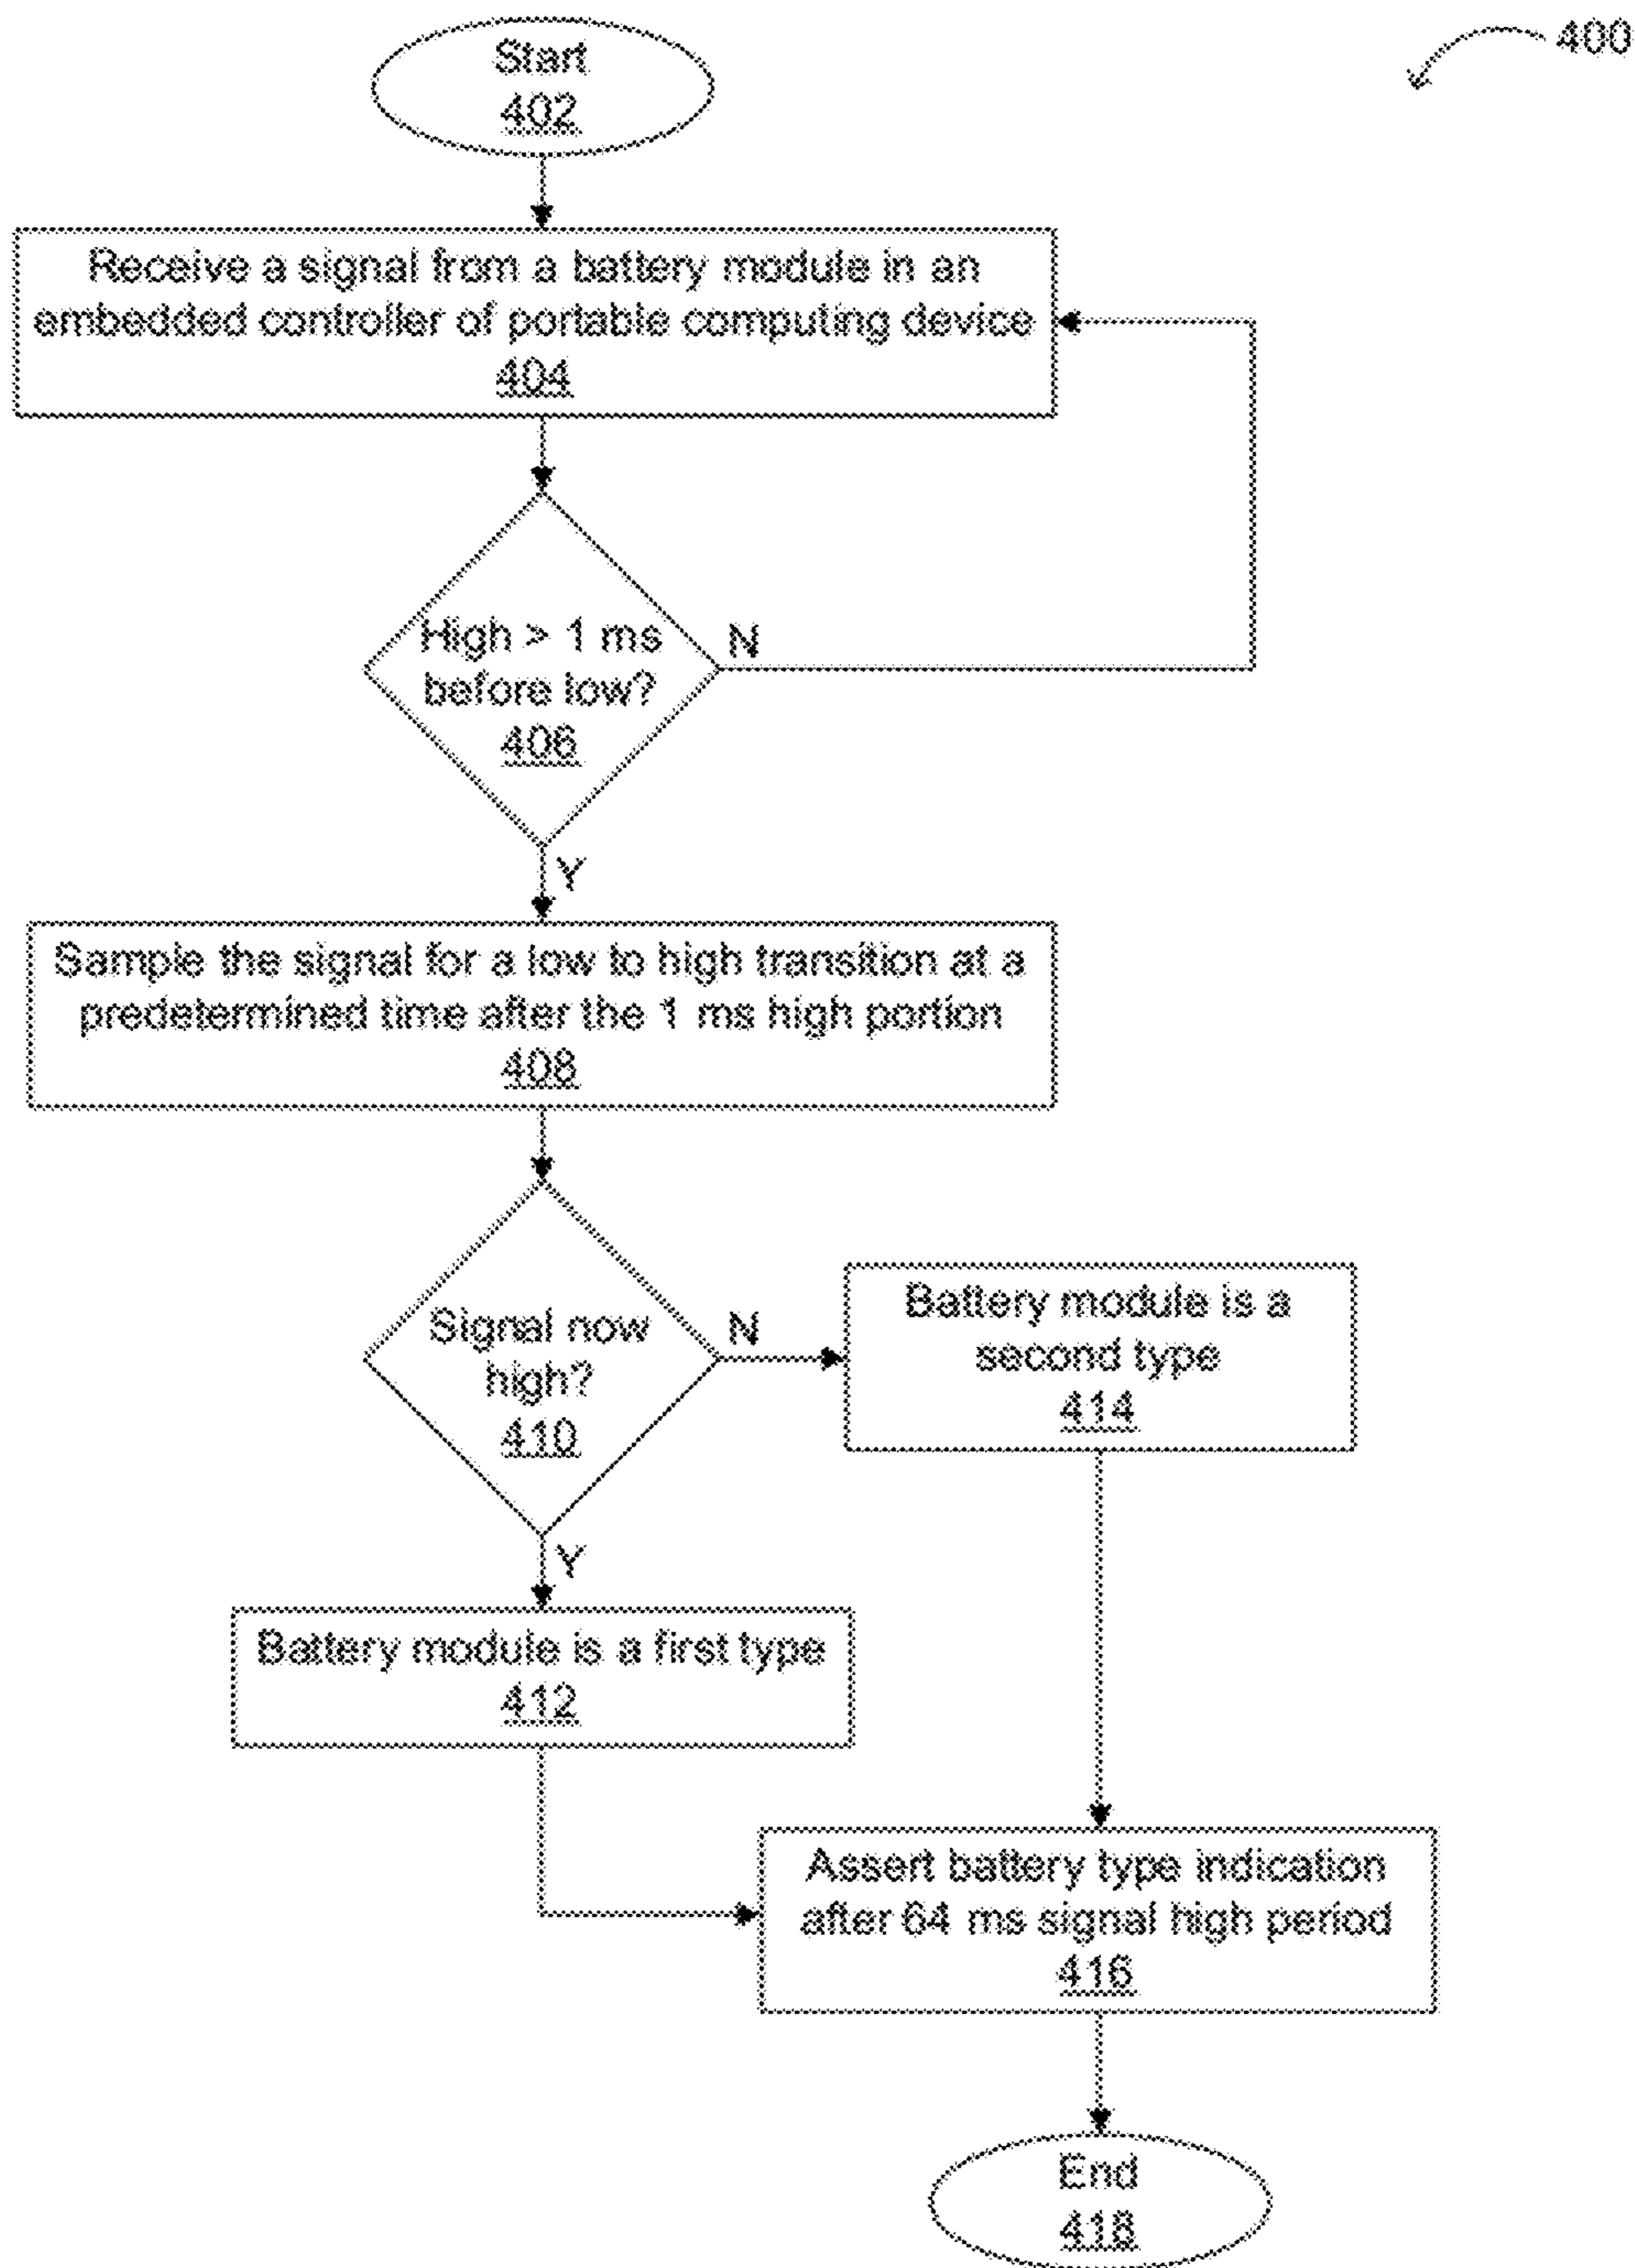 400
Start
402
Receive a signal from a battery module in an
embedded controller of portable computing device
404
High > 1 ms
before low?
406
N
Y
Sample the signal for a low to high transition at a
predetermined time after the 1 ms high portion
408
Signal now
high?
410
N
Battery module is a
second type
414
Y
Battery module is a first type
412
Assert battery type indication
after 64 ms signal high period
416
End
418